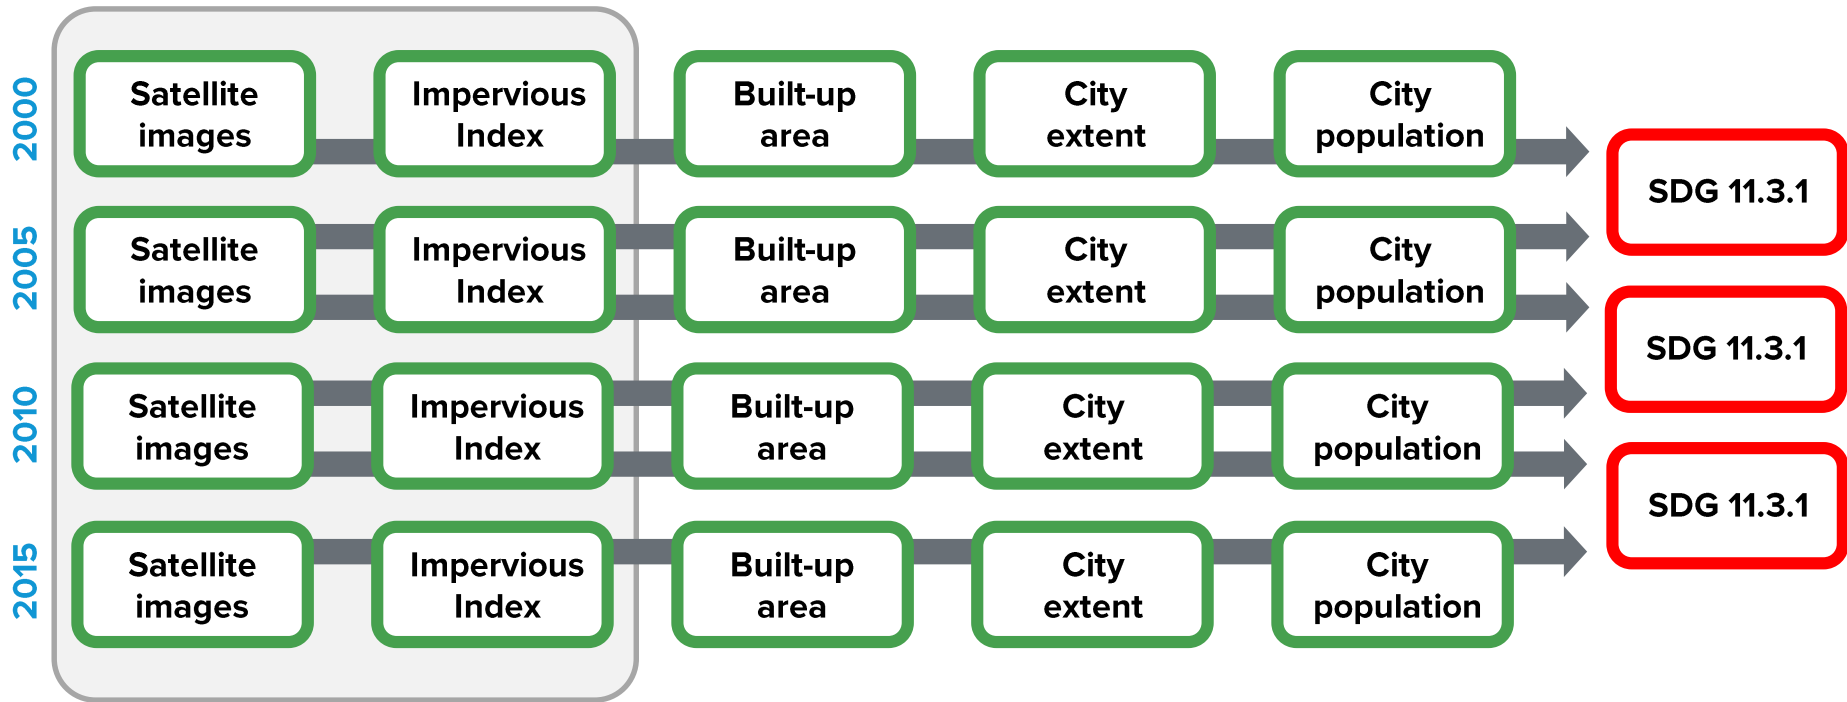 2000
Satellite
images
Impervious
Index
Built-up
area
City
extent
City
population
SDG 11.3.1
2005
Satellite
images
Impervious
Index
Built-up
area
City
extent
City
population
SDG 11.3.1
2010
Satellite
images
Impervious
Index
Built-up
area
City
extent
City
population
SDG 11.3.1
2015
Satellite
images
Impervious
Index
Built-up
area
City
extent
City
population